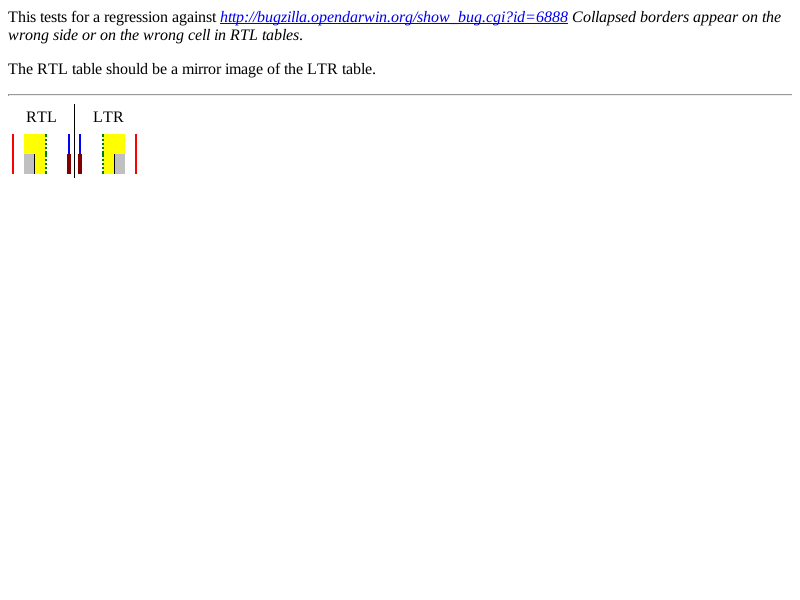 This tests for a regression against http://bugzilla.opendarwin.org/show_bug.cgi?id=6888 Collapsed borders appear on the
wrong side or on the wrong cell in RTL tables.
The RTL table should be a mirror image of the LTR table.
RTL LTR